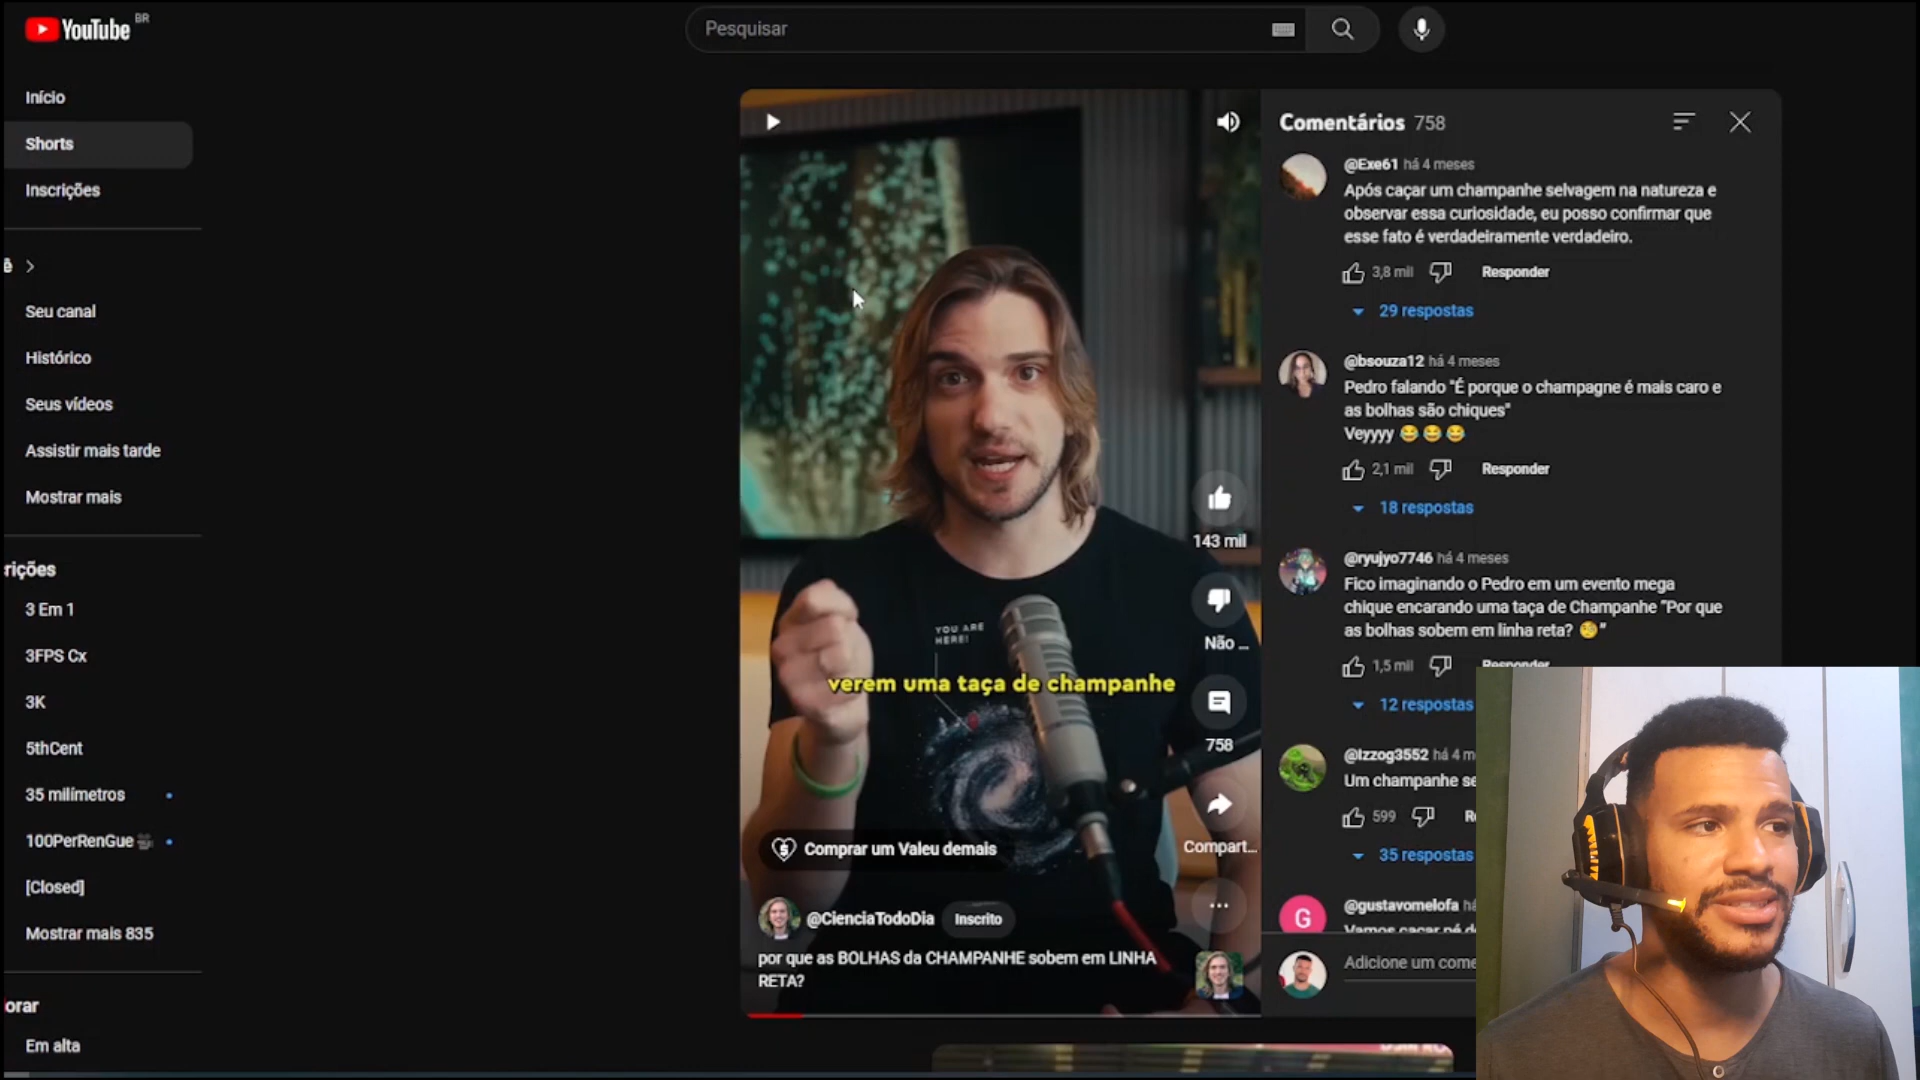 YouTube BR
Pesquisar
Início
Shorts
Inscrições
ê
Seu canal
Histórico
Seus vídeos
Assistir mais tarde
Mostrar mais
rições
3 Em 1
3FPS Cx
3K
5thCent
35 milímetros
100PerRenGue
[Closed]
Mostrar mais 835
orar
Em alta
YOU ARE
HERE!
verem uma taça de champanhe
143 mil
Não ...
758
Compart...
Comprar um Valeu demais
@CienciaTodoDia Inscrito
por que as BOLHAS da CHAMPANHE sobem em LINHA
RETA?
Comentários 758
@Exe61 há 4 meses
Após caçar um champanhe selvagem na natureza e
observar essa curiosidade, eu posso confirmar que
esse fato é verdadeiramente verdadeiro.
3,8 mil Responder
29 respostas
@bsouza12 há 4 meses
Pedro falando "É porque o champagne é mais caro e
as bolhas são chiques"
Veyyyy 😂😂😂
2,1 mil Responder
18 respostas
@ryujyo7746 há 4 meses
Fico imaginando o Pedro em um evento mega
chique encarando uma taça de Champanhe "Por que
as bolhas sobem em linha reta? 🧐"
1,5 mil Responder
12 respostas
@lzzog3552 há 4 m
Um champanhe se
599 R
35 respostas
G
@gustavomelofa há
Vamos caçar pé d
Adicione um come